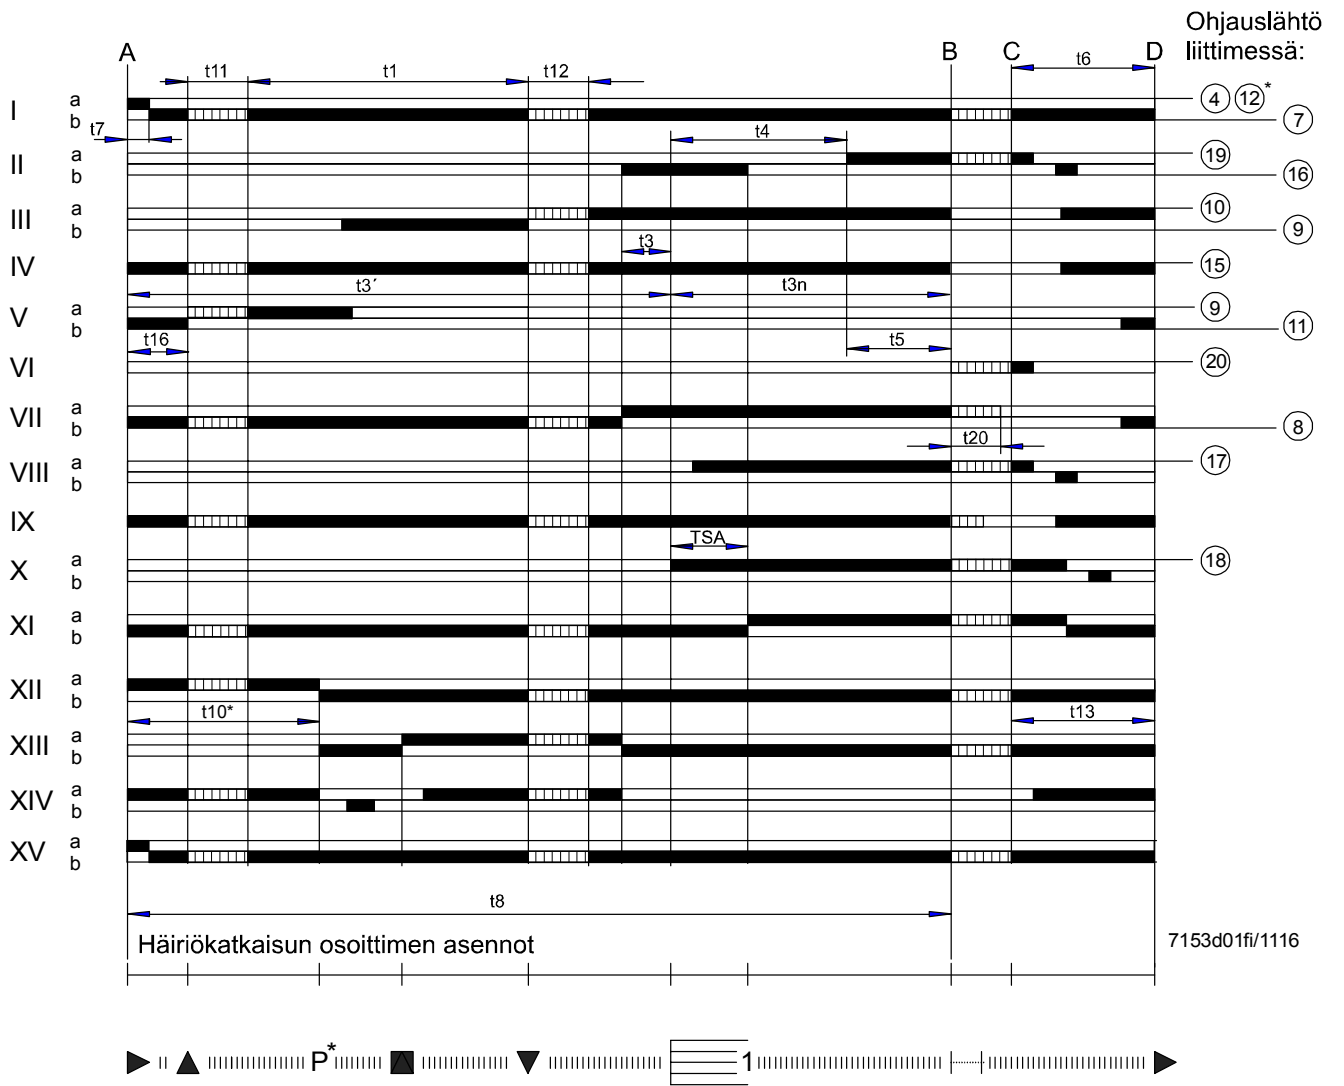 Ohjauslähtö
liittimessä:
A B C D
t11 t1 t12 t6
I a b 4 12* 7
t7 t4
II a b 19 16
III a b 10 9
t3
IV 15
t3´ t3n
V a b 9 11
t16 t5
VI 20
VII a b 8
t20
VIII a b 17
IX
TSA
X a b 18
XI a b
XII a b
t10* t13
XIII a b
XIV a b
XV a b
t8
Häiriökatkaisun osoittimen asennot
7153d01fi/1116
P* 1